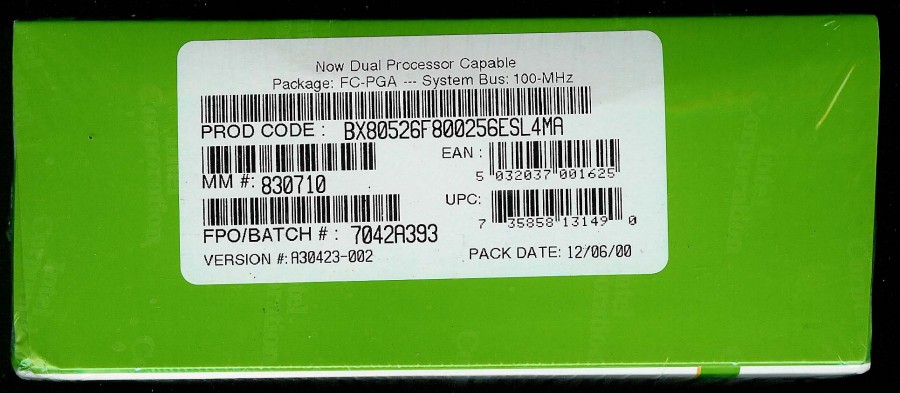 Now Dual Processor Capable
Package: FC-PGA --- System Bus: 100-MHz
PROD CODE : BX80526F800256ESL4MA
EAN :
5 032037 001625
MM #: 830710
UPC:
7 35858 13149 0
FPO/BATCH # : 7042A393
VERSION #: A30423-002 PACK DATE: 12/06/00